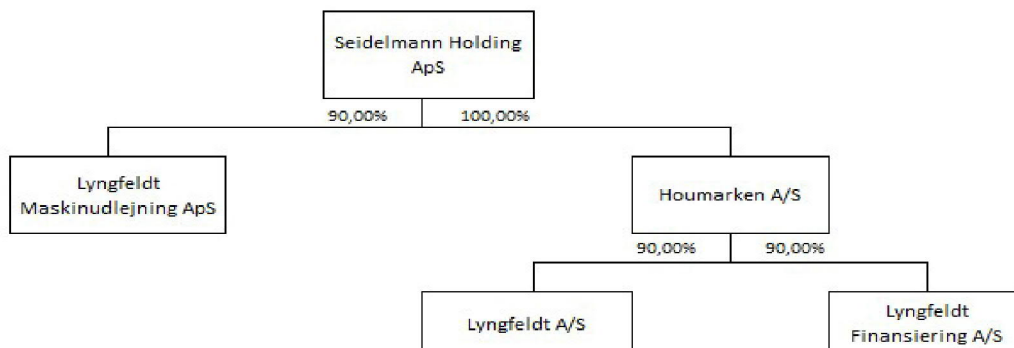 Seidelmann Holding
ApS
90,00%
100,00%
Lyngfeldt
Maskinudlejning ApS
Houmarken A/S
90,00%
90,00%
Lyngfeldt A/S
Lyngfeldt
Finansiering A/S